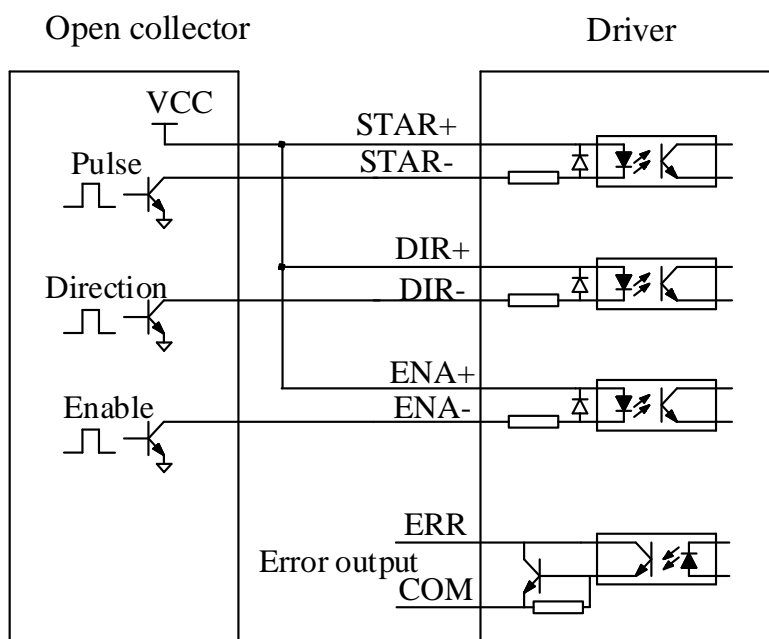 Open collector
Driver
VCC
STAR+
Pulse
STAR-
DIR+
Direction
DIR-
ENA+
Enable
ENA-
ERR
Error output
COM